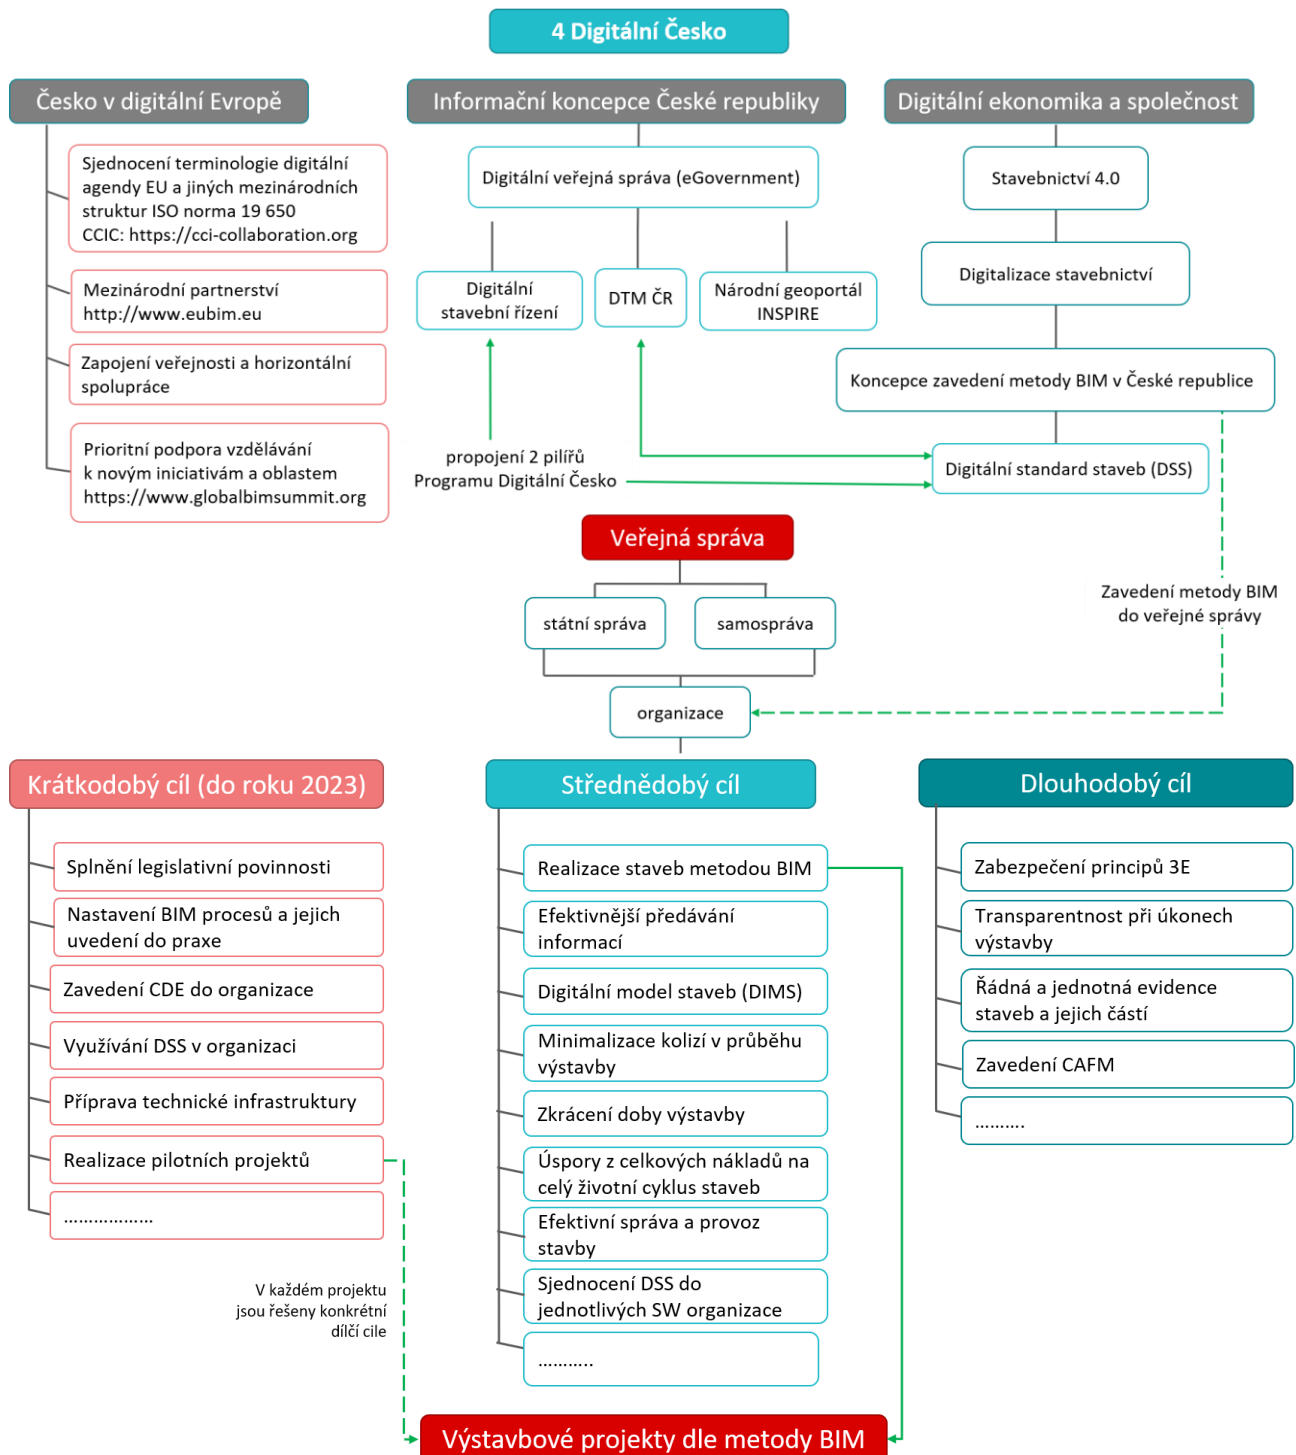 4 Digitální Česko
Česko v digitální Evropě
Sjednocení terminologie digitální
agendy EU a jiných mezinárodních
struktur ISO norma 19 650
CCIC: https://cci-collaboration.org
Mezinárodní partnerství
http://www.eubim.eu
Zapojení veřejnosti a horizontální
spolupráce
Prioritní podpora vzdělávání
k novým iniciativám a oblastem
https://www.globalbimsummit.org
Informační koncepce České republiky
Digitální veřejná správa (eGovernment)
Digitální
stavební řízení
DTM ČR
Národní geoportál
INSPIRE
propojení 2 pilířů
Programu Digitální Česko
Digitální ekonomika a společnost
Stavebnictví 4.0
Digitalizace stavebnictví
Koncepce zavedení metody BIM v České republice
Digitální standard staveb (DSS)
Zavedení metody BIM
do veřejné správy
Veřejná správa
státní správa
samospráva
organizace
Krátkodobý cíl (do roku 2023)
Splnění legislativní povinnosti
Nastavení BIM procesů a jejich
uvedení do praxe
Zavedení CDE do organizace
Využívání DSS v organizaci
Příprava technické infrastruktury
Realizace pilotních projektů
………………
V každém projektu
jsou řešeny konkrétní
dílčí cile
Střednědobý cíl
Realizace staveb metodou BIM
Efektivnější předávání
informací
Digitální model staveb (DIMS)
Minimalizace kolizí v průběhu
výstavby
Zkrácení doby výstavby
Úspory z celkových nákladů na
celý životní cyklus staveb
Efektivní správa a provoz
stavby
Sjednocení DSS do
jednotlivých SW organizace
………..
Dlouhodobý cíl
Zabezpečení principů 3E
Transparentnost při úkonech
výstavby
Řádná a jednotná evidence
staveb a jejich částí
Zavedení CAFM
……….
Výstavbové projekty dle metody BIM